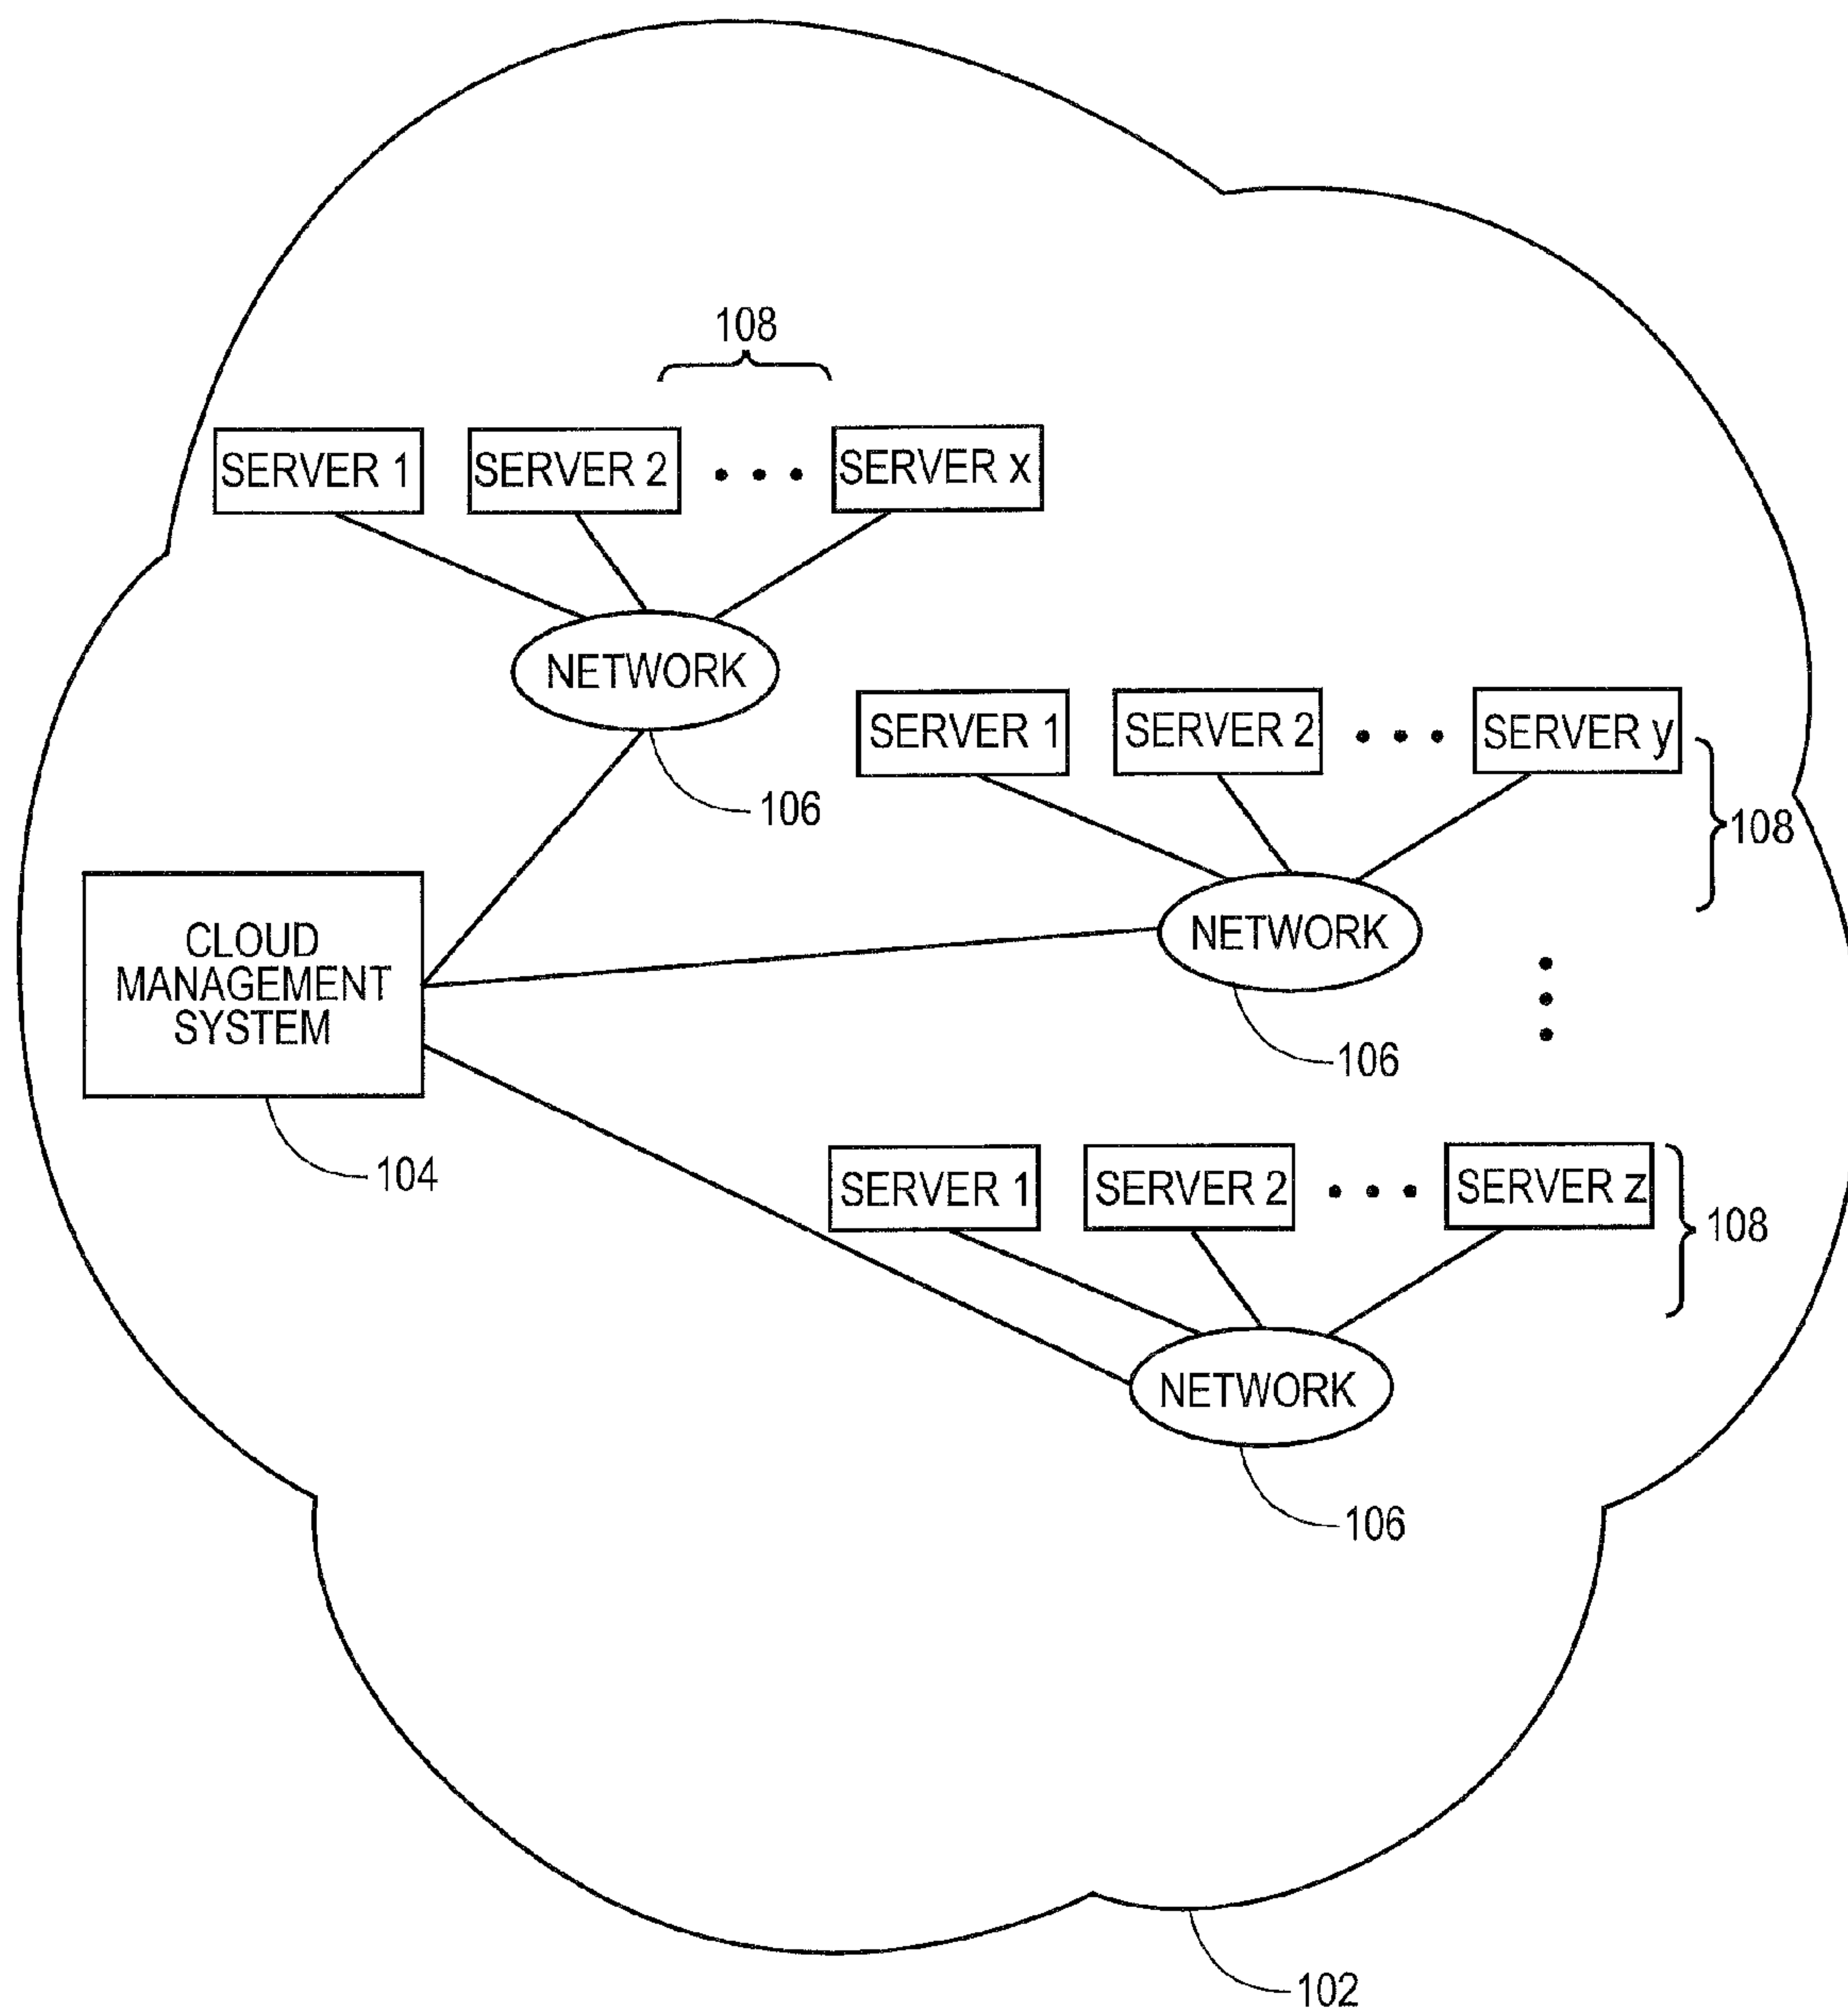 108
SERVER 1
SERVER 2
• • •
SERVER x
NETWORK
106
SERVER 1
SERVER 2
• • •
SERVER y
108
NETWORK
106
CLOUD
MANAGEMENT
SYSTEM
104
SERVER 1
SERVER 2
• • •
SERVER z
108
NETWORK
106
102